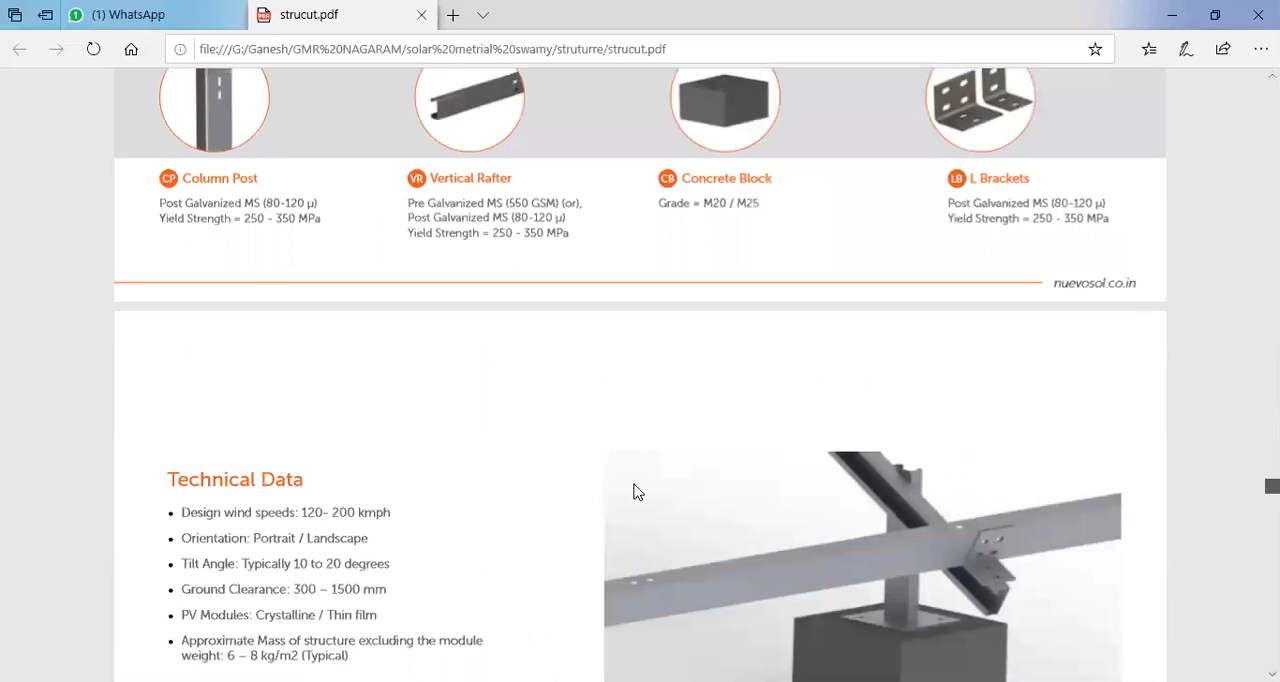 (1) WhatsApp
strucut.pdf
file:///G:/Ganesh/GMR%20NAGARAM/solar%20metrial%20swamy/struturre/strucut.pdf
CP Column Post
Post Galvanized MS (80-120 μ)
Yield Strength = 250 - 350 MPa
VR Vertical Rafter
Pre Galvanized MS (550 GSM) (or),
Post Galvanized MS (80-120 μ)
Yield Strength = 250 - 350 MPa
CB Concrete Block
Grade = M20 / M25
LB L Brackets
Post Galvanized MS (80-120 μ)
Yield Strength = 250 - 350 MPa
nuevosol.co.in
Technical Data
• Design wind speeds: 120- 200 kmph
• Orientation: Portrait / Landscape
• Tilt Angle: Typically 10 to 20 degrees
• Ground Clearance: 300 – 1500 mm
• PV Modules: Crystalline / Thin film
• Approximate Mass of structure excluding the module
weight: 6 – 8 kg/m2 (Typical)